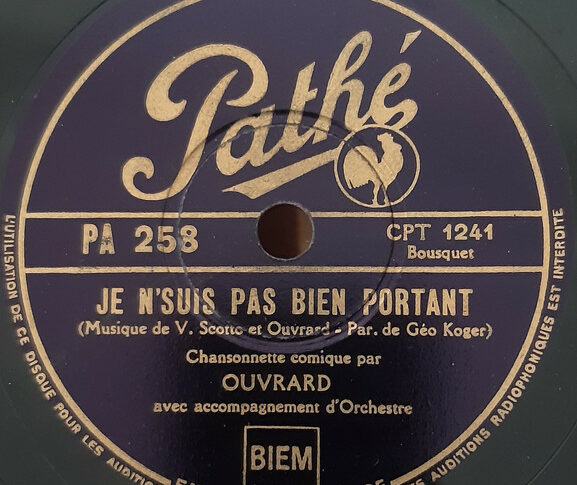 Pathé
PA 258
CPT 1241
Bousquet
JE N'SUIS PAS BIEN PORTANT
(Musique de V. Scotto et Ouvrard - Par. de Géo Koger)
Chansonnette comique par
OUVRARD
avec accompagnement d'Orchestre
BIEM
L'UTILISATION DE CE DISQUE POUR LES AUDITIONS RADIOPHONIQUES EST INTERDITE